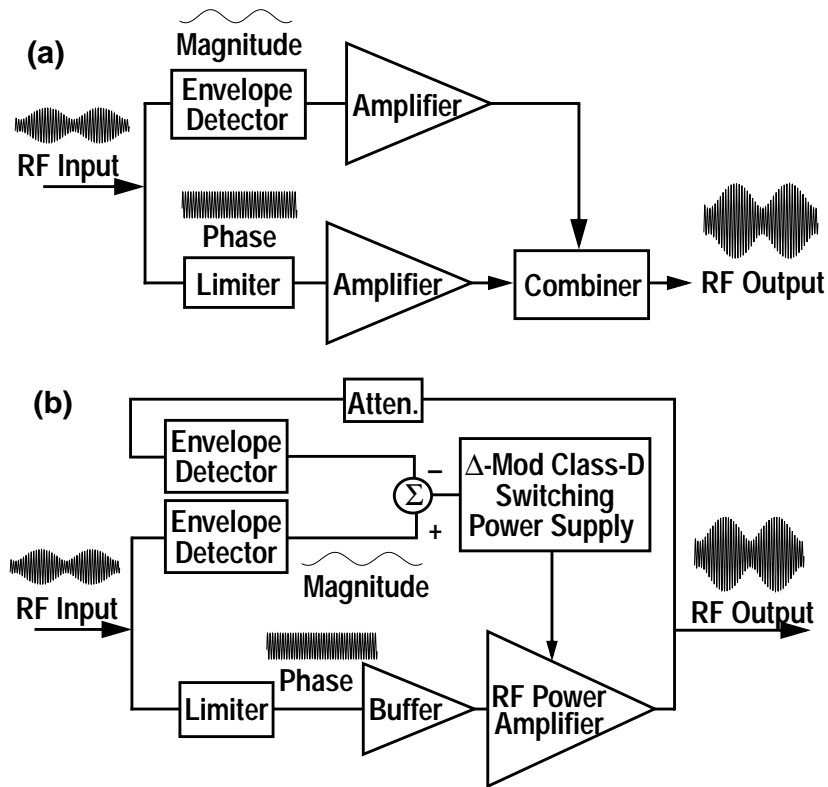 (a)
Magnitude
Envelope
Detector
Amplifier
RF Input
Phase
Limiter
Amplifier
Combiner
RF Output
(b)
Atten.
Envelope
Detector
−
Σ
+
Δ-Mod Class-D
Switching
Power Supply
Envelope
Detector
Magnitude
RF Input
RF Output
Phase
Limiter
Buffer
RF Power
Amplifier